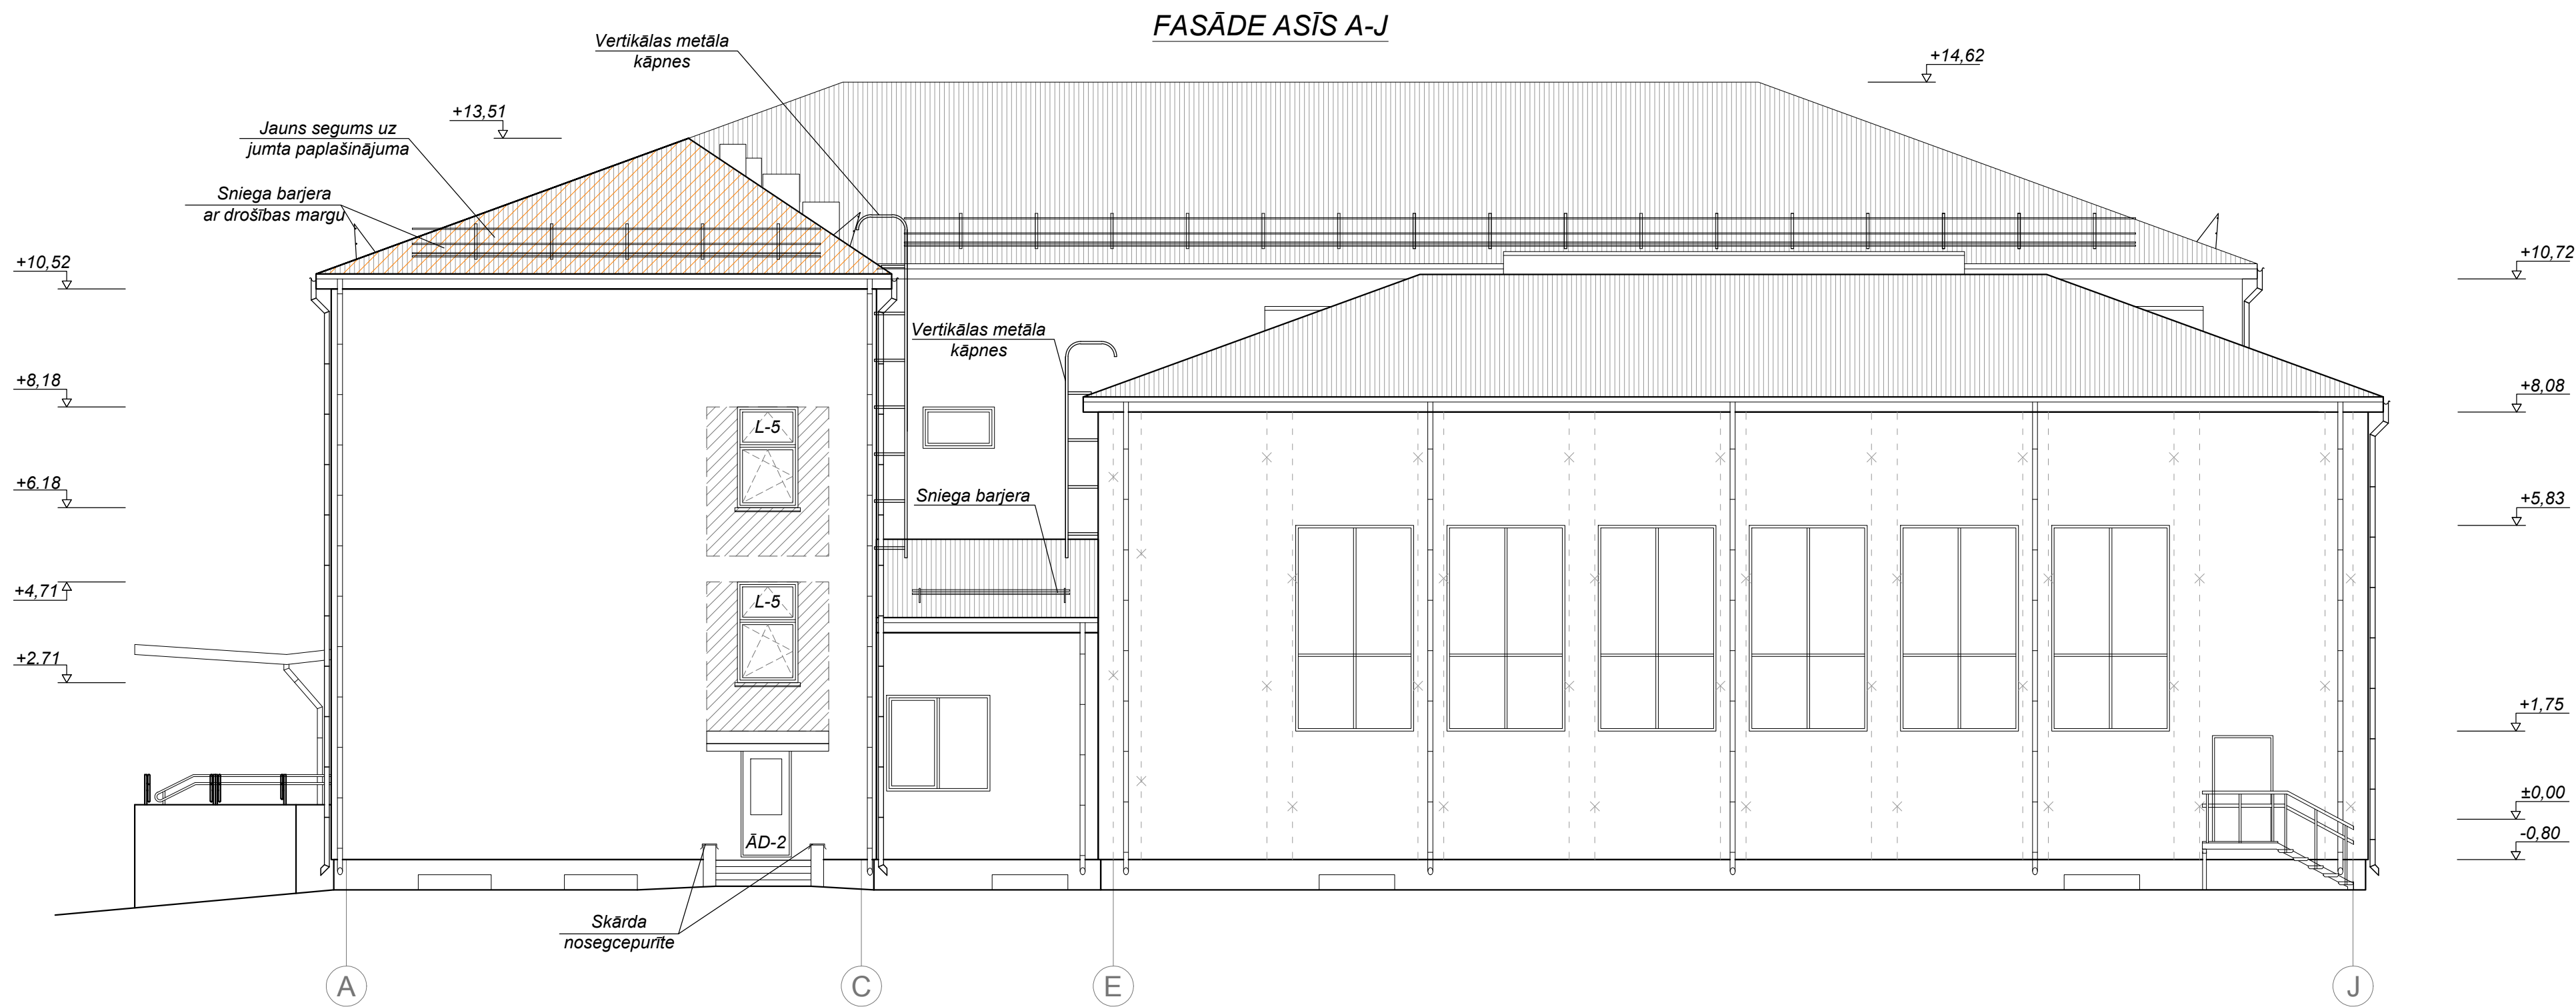 FASĀDE ASĪS A-J
Vertikālas metāla
kāpnes
+14,62
+13,51
Jauns segums uz
jumta paplašinājuma
Sniega barjera
ar drošības margu
+10,52
+10,72
Vertikālas metāla
kāpnes
+8,18
+8,08
L-5
+6.18
Sniega barjera
+5,83
+4,71
L-5
+2.71
+1,75
±0,00
-0,80
ĀD-2
Skārda
nosegcepurīte
A
C
E
J